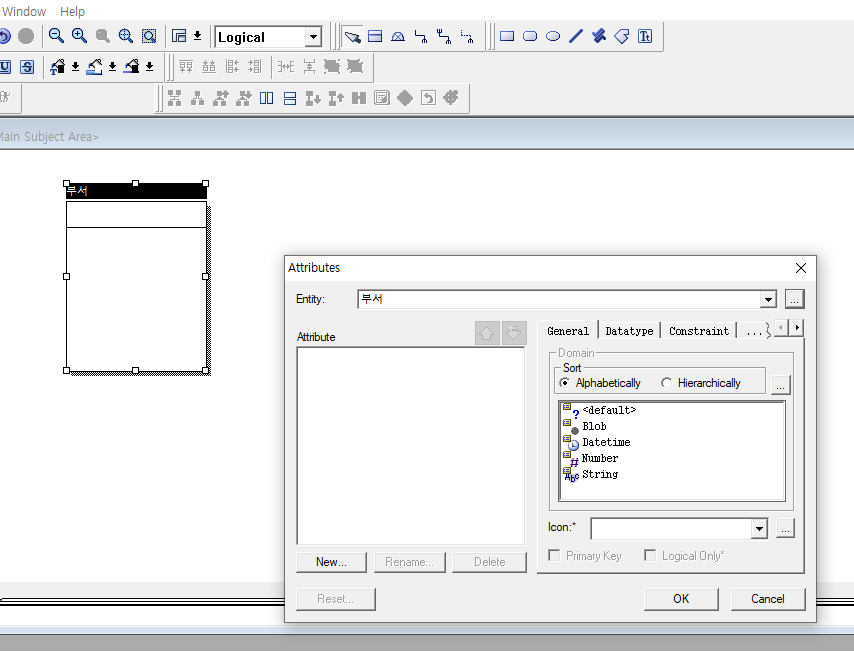 Window Help
Logical
Main Subject Area>
부서
Attributes
Entity: 부서 ...
Attribute
General Datatype Constraint ...
Domain
Sort
Alphabetically Hierarchically ...
<default>
Blob
Datetime
Number
String
Icon:* ...
Primary Key Logical Only*
New... Rename... Delete
Reset... OK Cancel